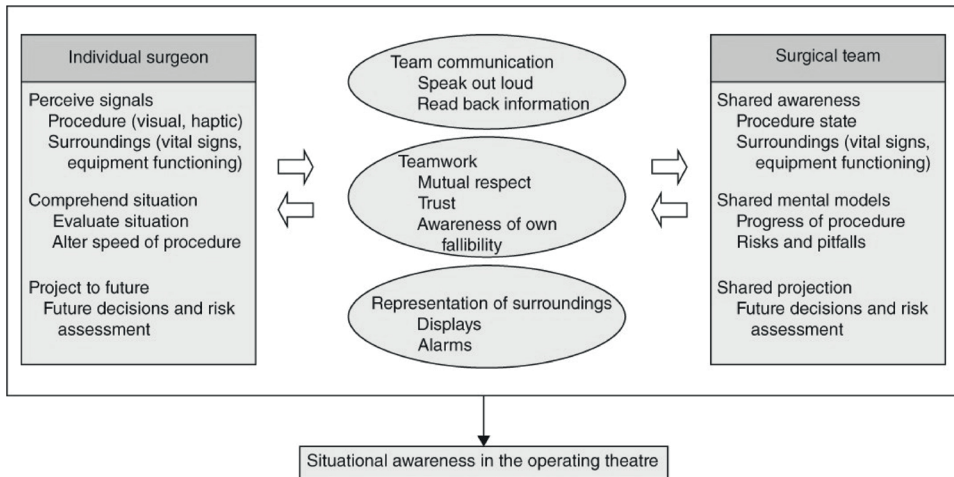 Individual surgeon
Perceive signals
Procedure (visual, haptic)
Surroundings (vital signs,
equipment functioning)
Comprehend situation
Evaluate situation
Alter speed of procedure
Project to future
Future decisions and risk
assessment
Team communication
Speak out loud
Read back information
Teamwork
Mutual respect
Trust
Awareness of own
fallibility
Representation of surroundings
Displays
Alarms
Surgical team
Shared awareness
Procedure state
Surroundings (vital signs,
equipment functioning)
Shared mental models
Progress of procedure
Risks and pitfalls
Shared projection
Future decisions and risk
assessment
Situational awareness in the operating theatre